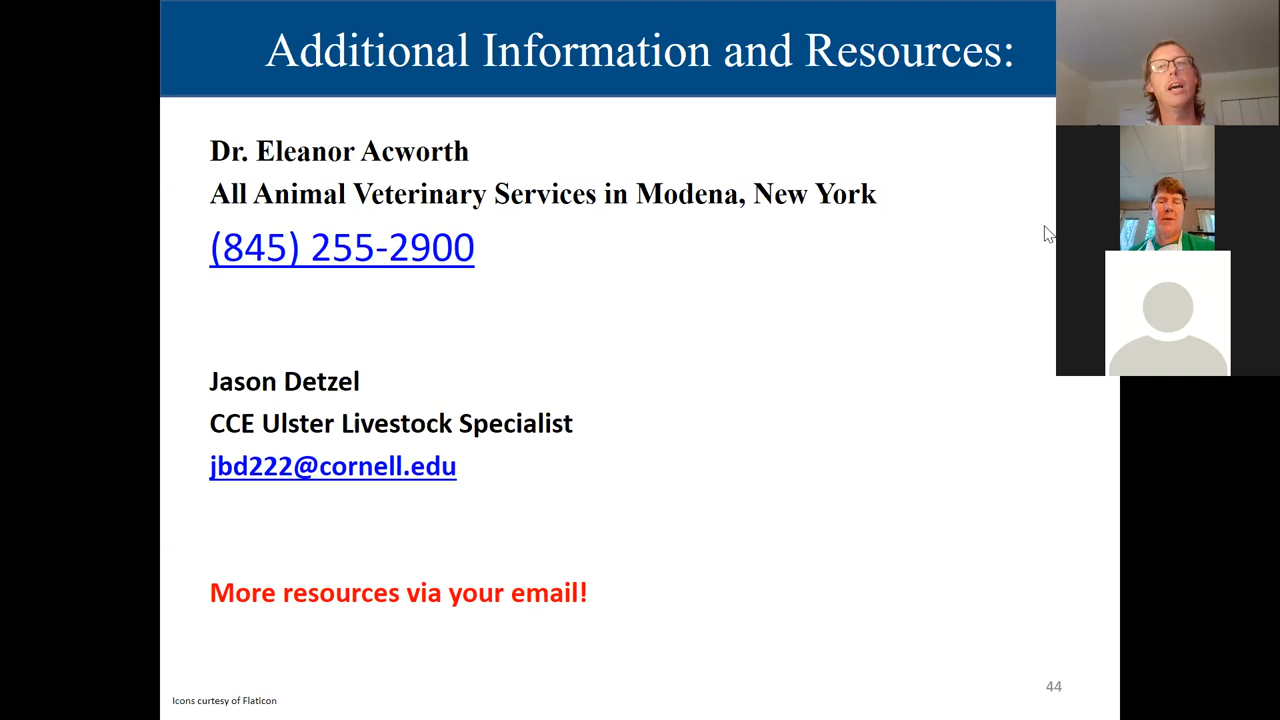 Additional Information and Resources:
Dr. Eleanor Acworth
All Animal Veterinary Services in Modena, New York
(845) 255-2900
Jason Detzel
CCE Ulster Livestock Specialist
jbd222@cornell.edu
More resources via your email!
44
Icons curtesy of FlatIcon